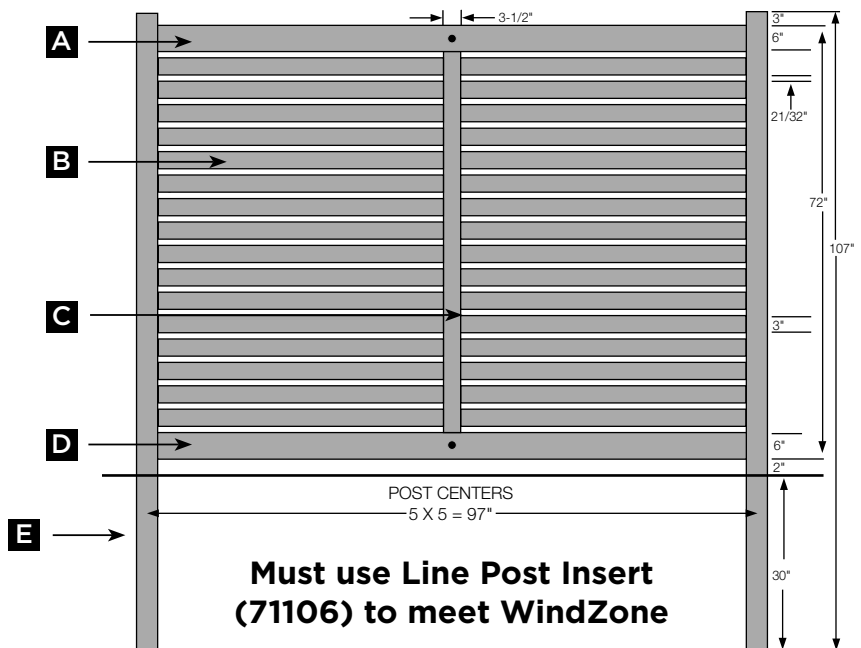 3-1/2"
3"
A
6"
21/32"
B
72"
107"
C
3"
D
6"
2"
POST CENTERS
5 X 5 = 97"
E
30"
Must use Line Post Insert
(71106) to meet WindZone